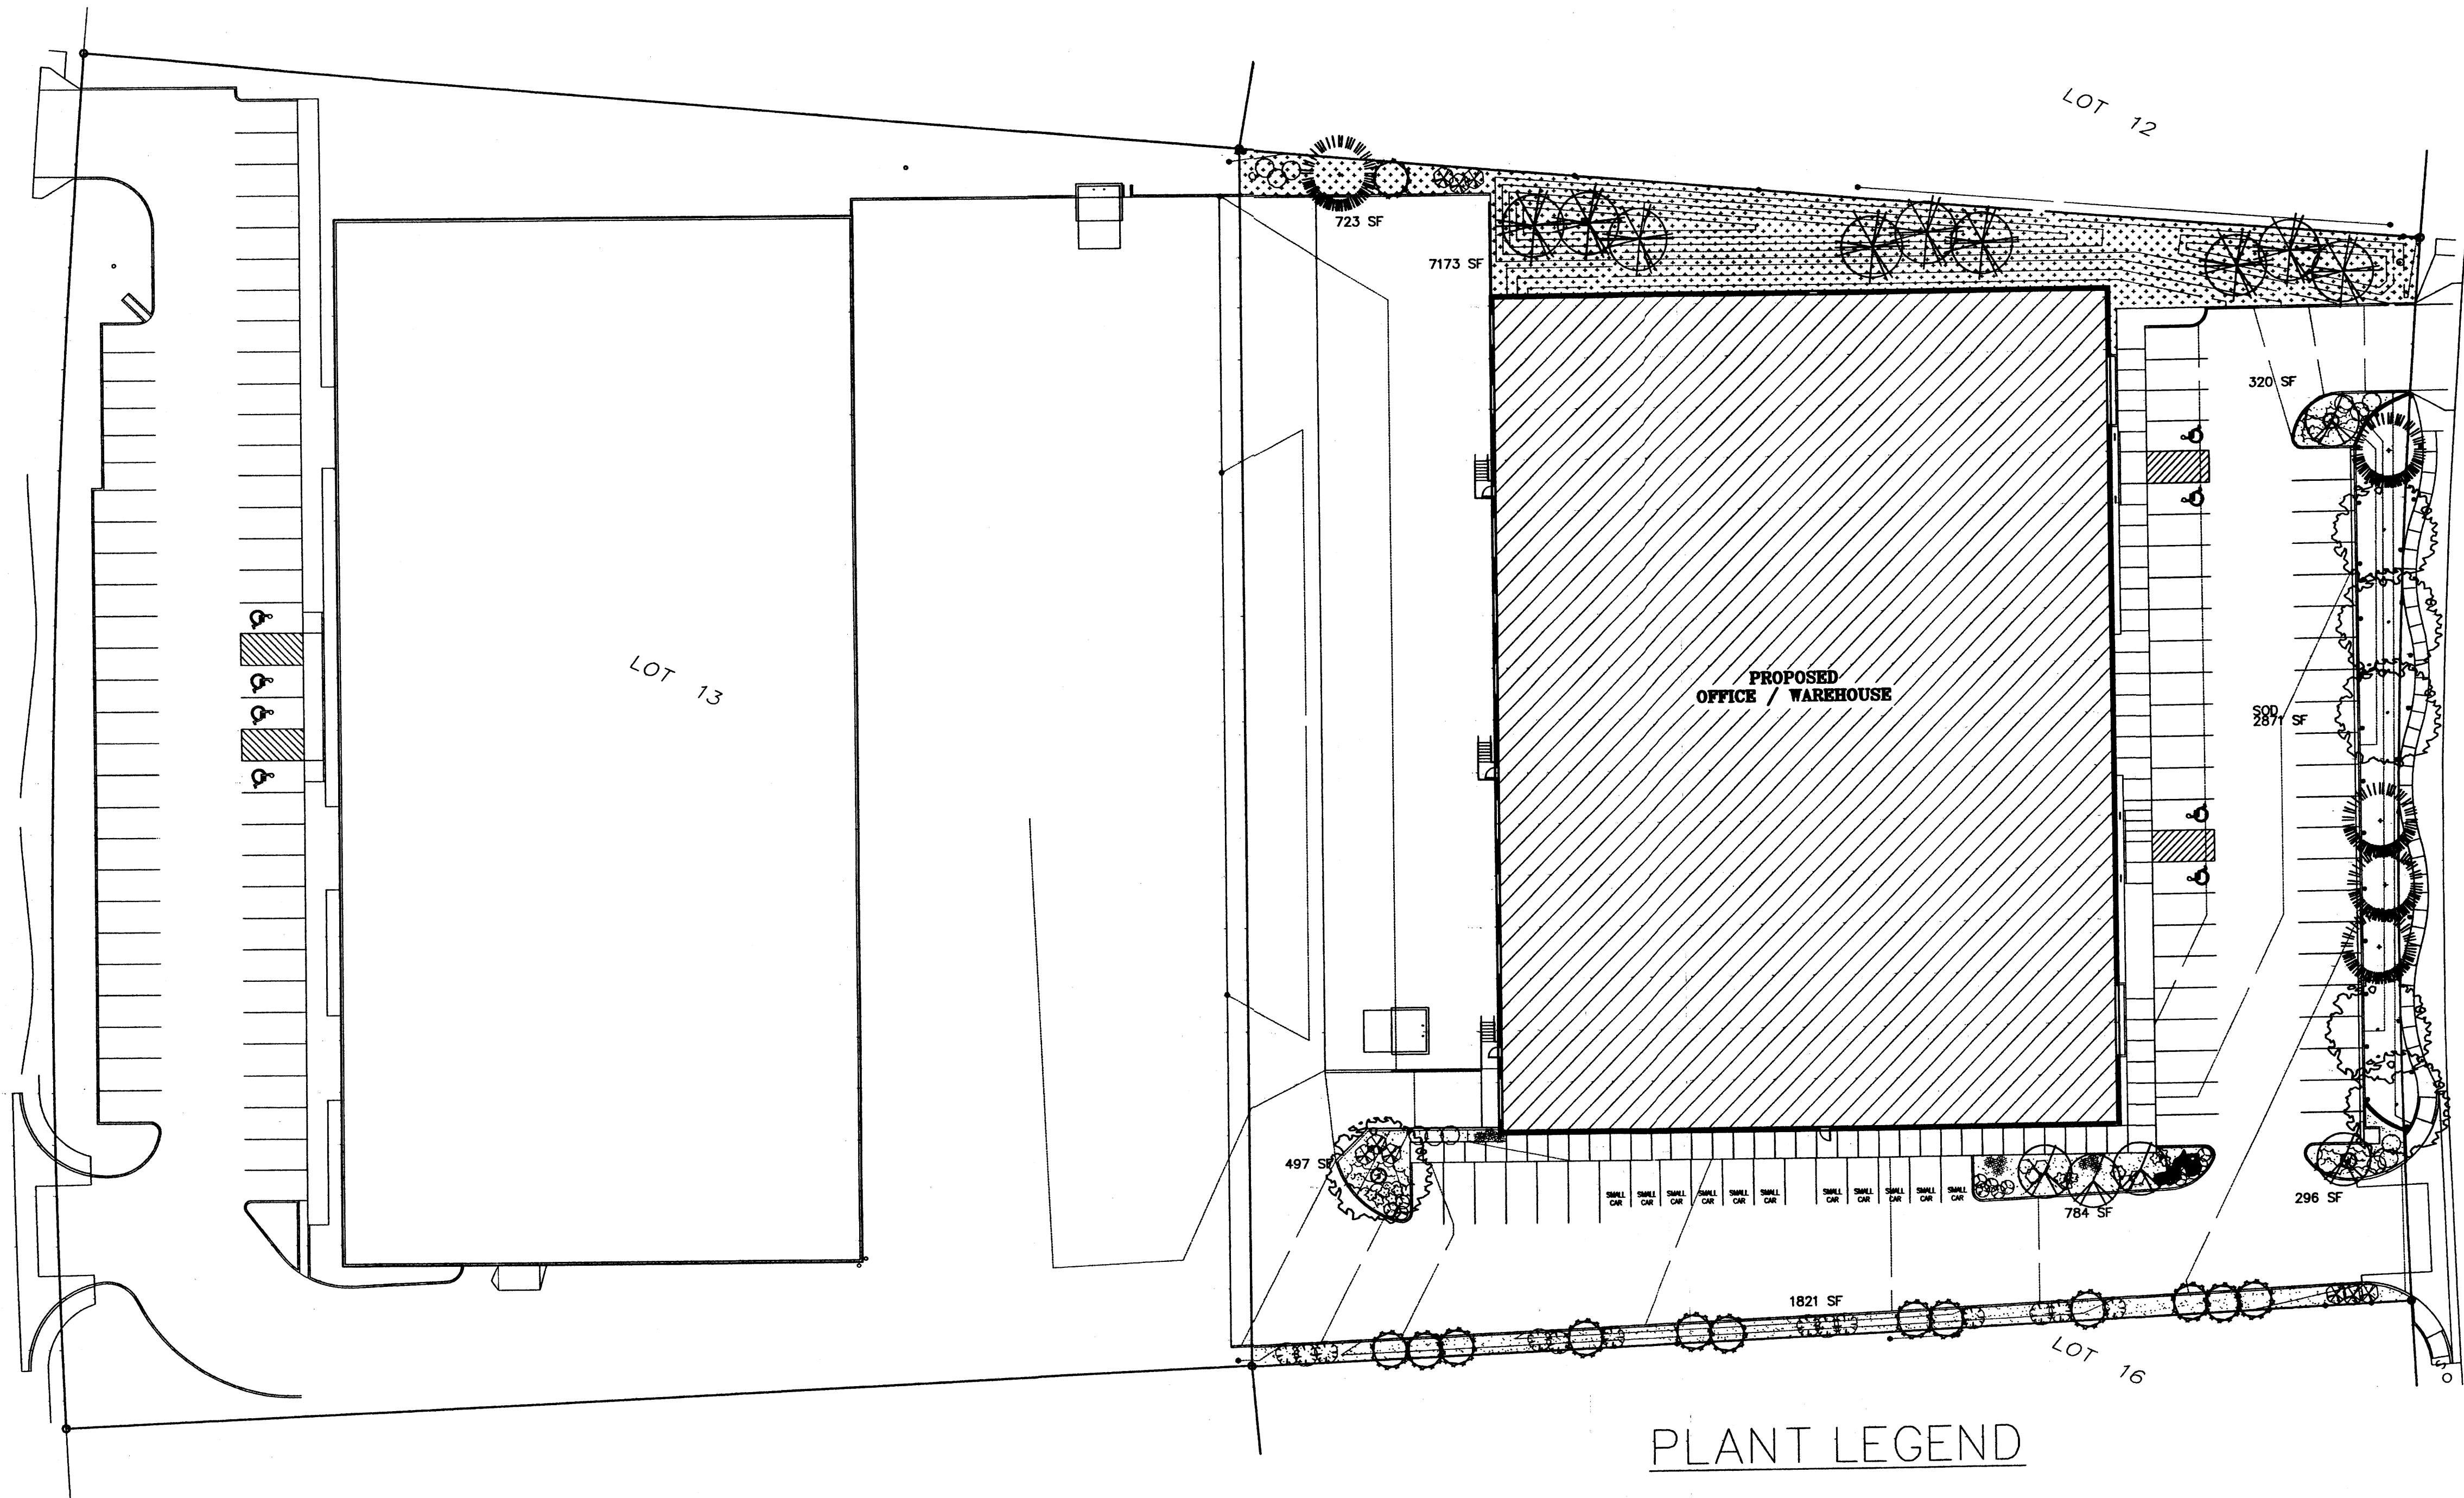 LOT 12
723 SF
7173 SF
320 SF
LOT 13
PROPOSED
OFFICE / WAREHOUSE
SOD
2871 SF
497 SF
SMALL
CAR
SMALL
CAR
SMALL
CAR
SMALL
CAR
SMALL
CAR
SMALL
CAR
SMALL
CAR
SMALL
CAR
SMALL
CAR
SMALL
CAR
SMALL
CAR
784 SF
296 SF
1821 SF
LOT 16
PLANT LEGEND